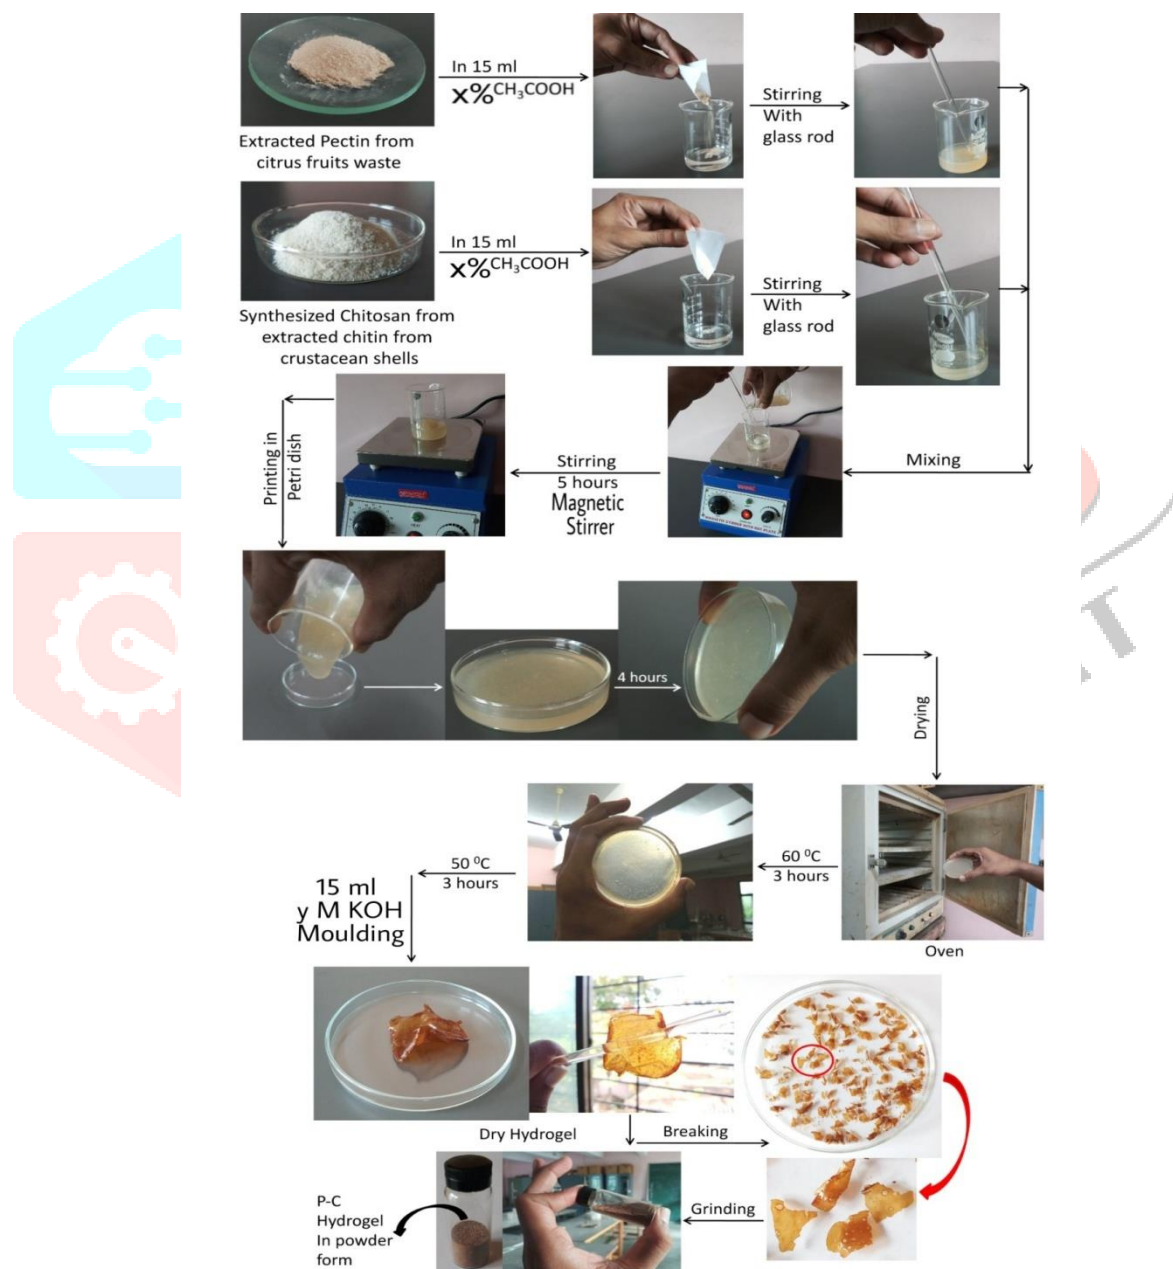 In 15 ml
x% CH₃COOH
Stirring
With
glass rod
Extracted Pectin from
citrus fruits waste
In 15 ml
x% CH₃COOH
Stirring
With
glass rod
Synthesized Chitosan from
extracted chitin from
crustacean shells
Printing in
Petri dish
Stirring
5 hours
Magnetic
Stirrer
Mixing
4 hours
Drying
50 ⁰C
3 hours
60 ⁰C
3 hours
15 ml
y M KOH
Moulding
Oven
Dry Hydrogel
Breaking
P-C
Hydrogel
In powder
form
Grinding